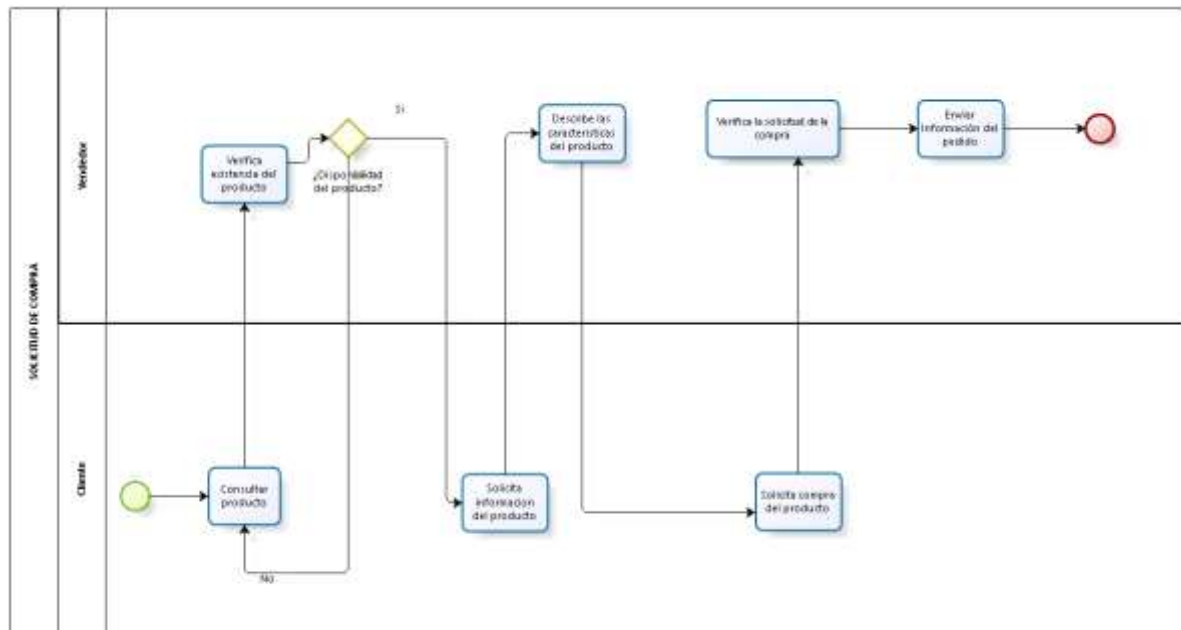 SOLICITUD DE COMPRA
Vendedor
Verifica
existencia del
producto
¿Disponibilidad
del producto?
Si
Describe las
características
del producto
Verifica la solicitud de la
compra
Enviar
Información del
pedido
Cliente
Consultar
producto
No
Solicita
informacion
del producto
Solicita compra
del producto